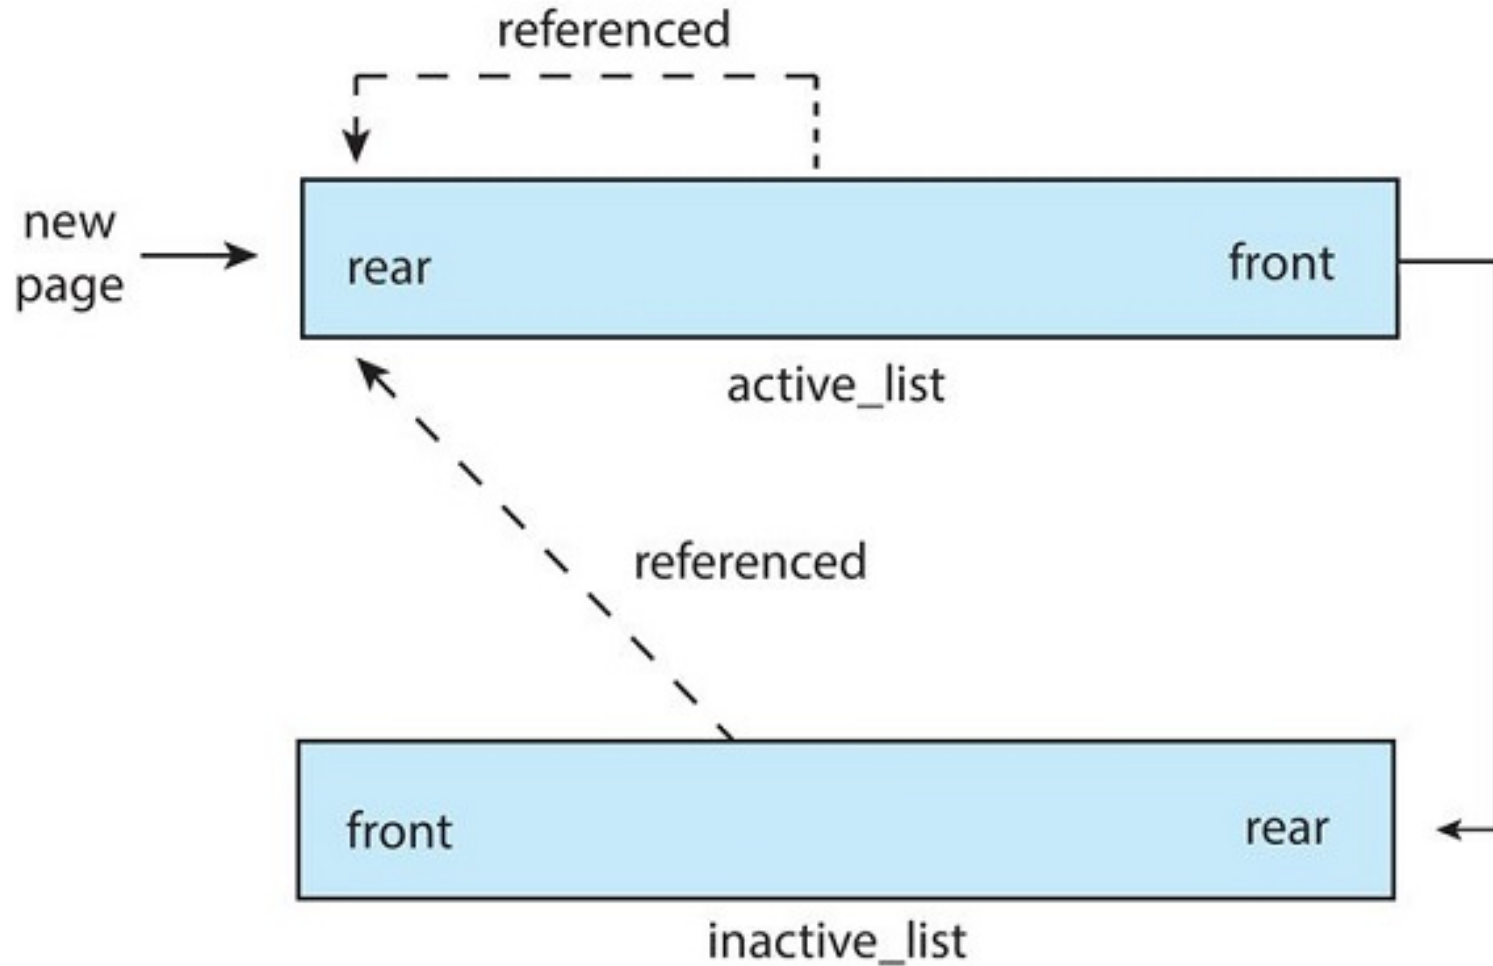 referenced
new
page
rear
front
active_list
referenced
front
rear
inactive_list